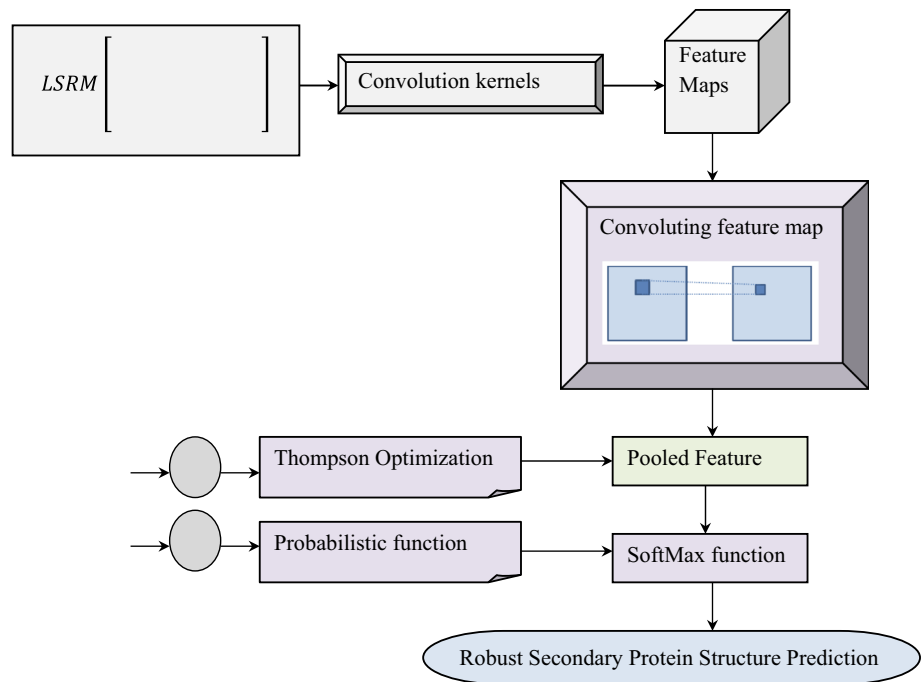 LSRM
Convolution kernels
Feature
Maps
Convoluting feature map
Thompson Optimization
Pooled Feature
Probabilistic function
SoftMax function
Robust Secondary Protein Structure Prediction